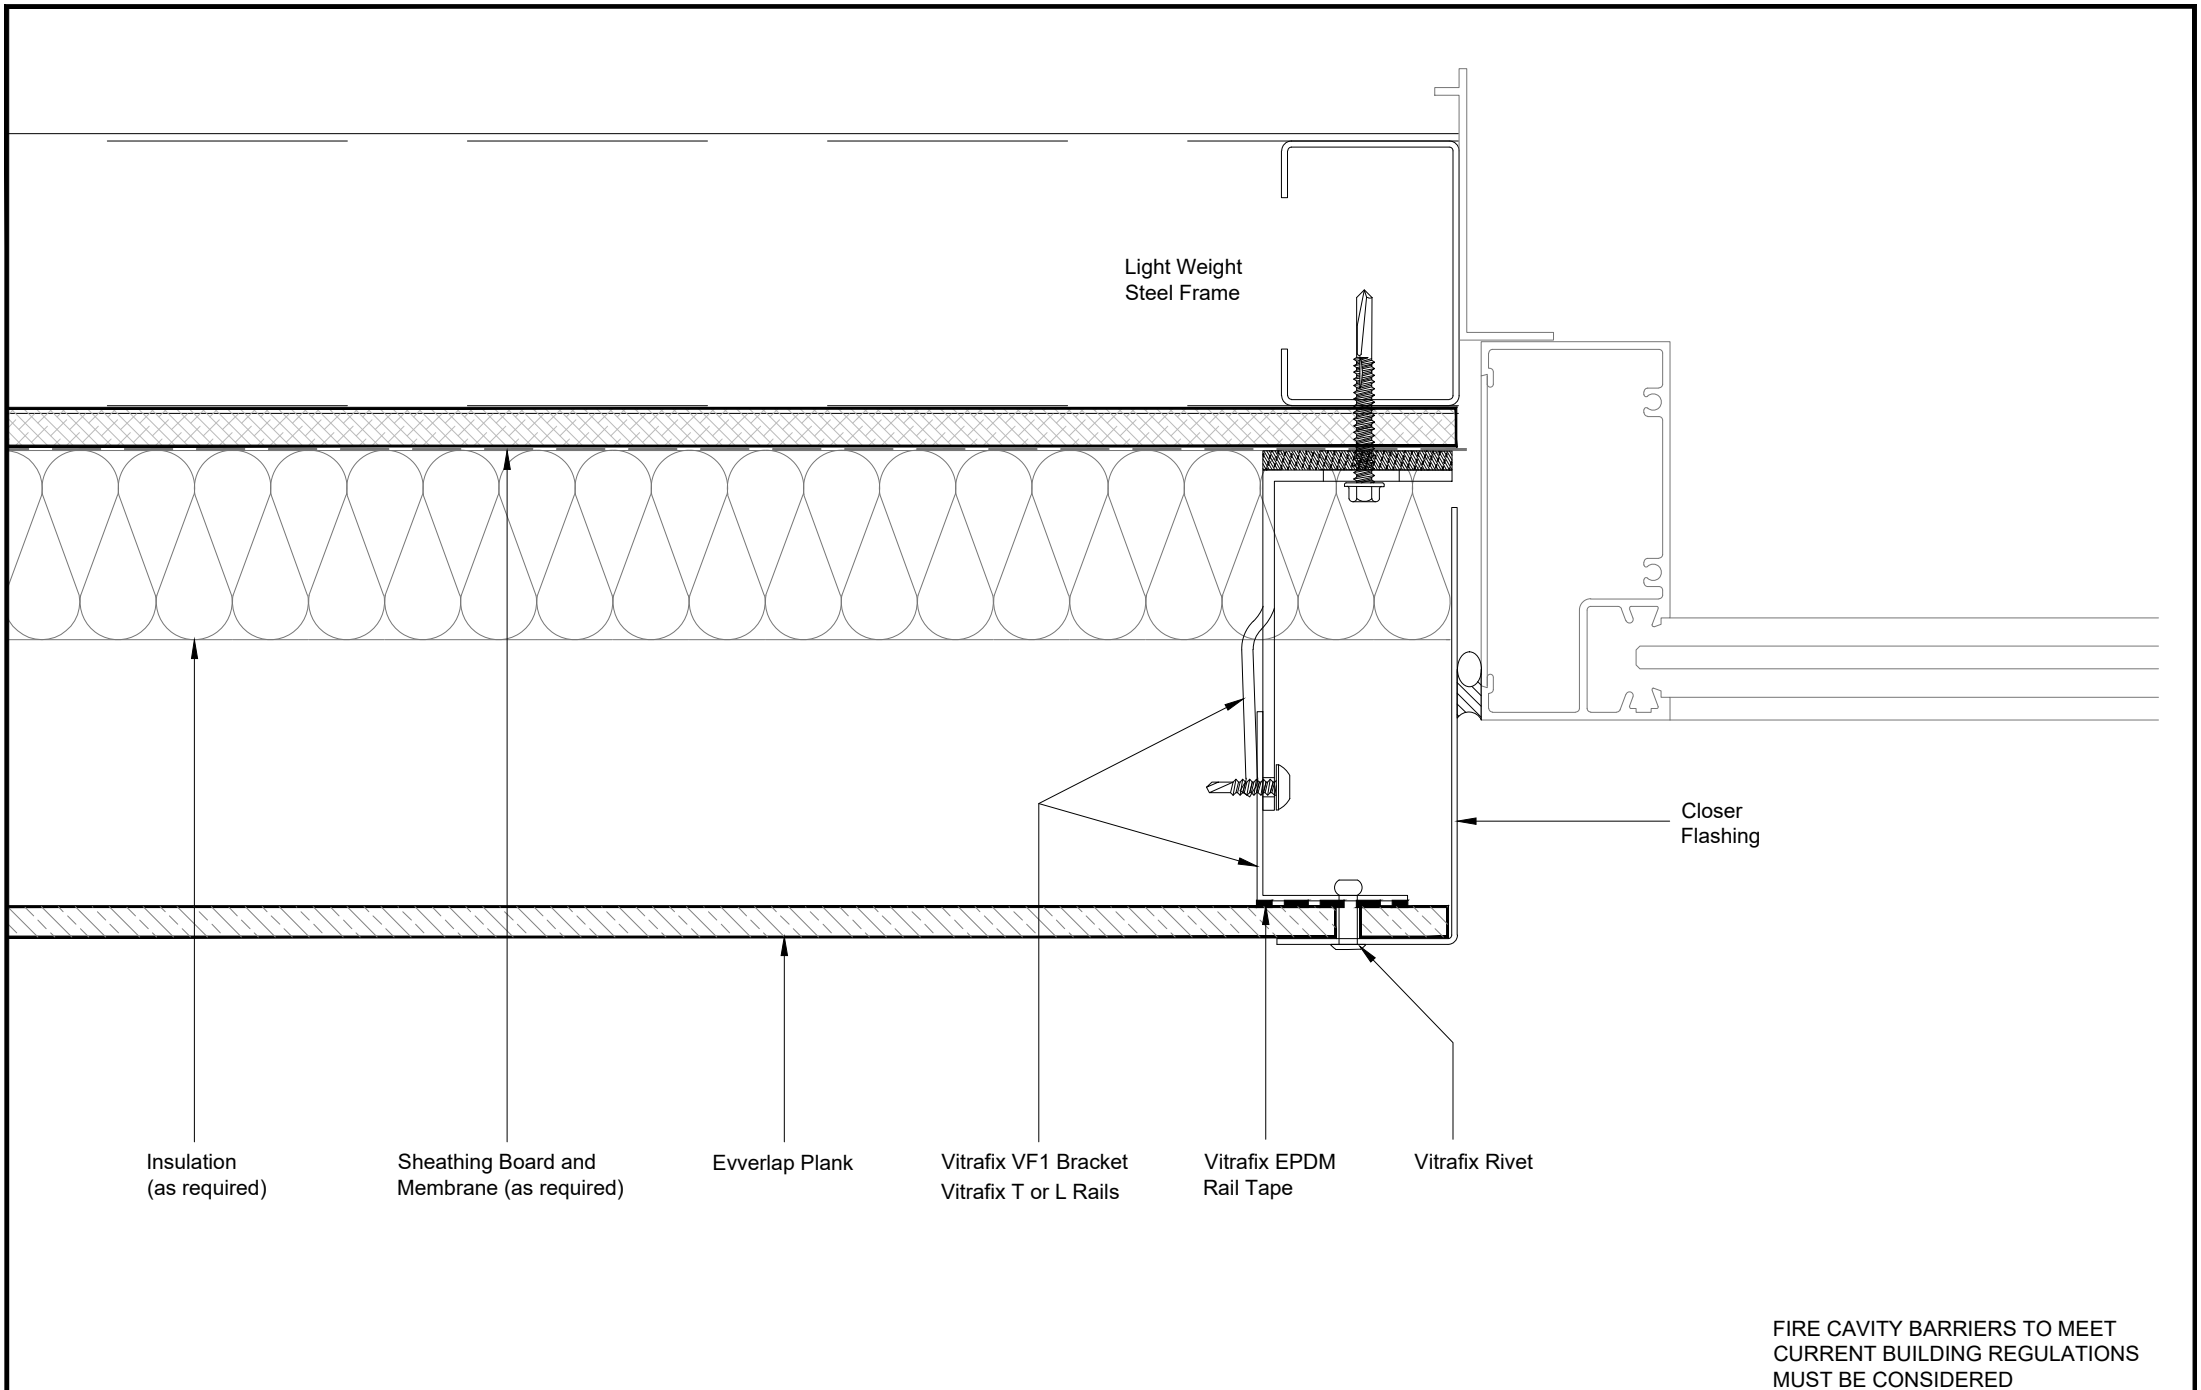 Light Weight
Steel Frame
Closer
Flashing
Insulation
(as required)
Sheathing Board and
Membrane (as required)
Evverlap Plank
Vitrafix VF1 Bracket
Vitrafix T or L Rails
Vitrafix EPDM
Rail Tape
Vitrafix Rivet
FIRE CAVITY BARRIERS TO MEET
CURRENT BUILDING REGULATIONS
MUST BE CONSIDERED